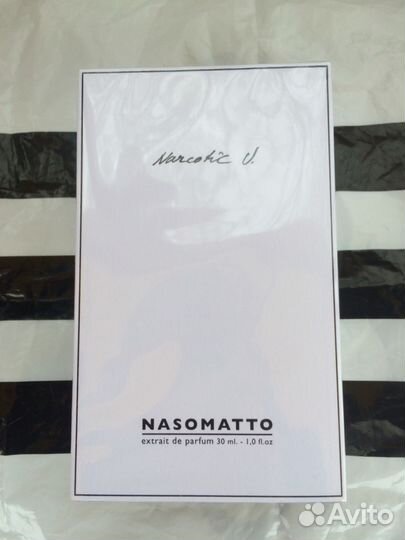 Narcotic V.
NASOMATTO
extrait de parfum 30 ml. - 1,0 fl.oz
Avito